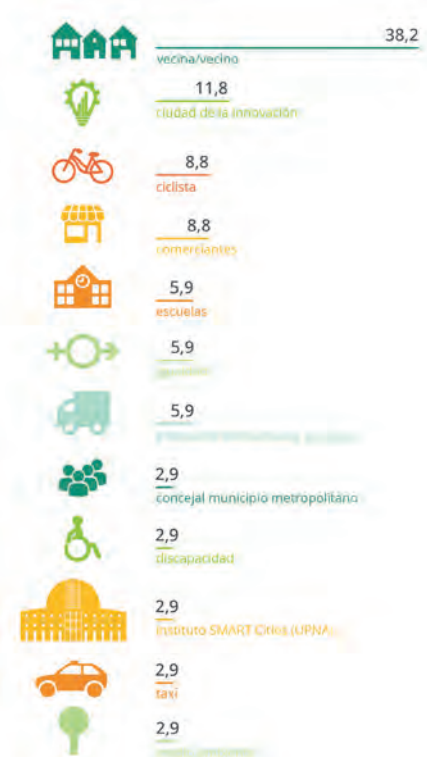 38,2
vecina/vecino
11,8
ciudad de la innovación
8,8
ciclista
8,8
comerciantes
5,9
escuelas
5,9
5,9
2,9
concejal municipio metropolitano
2,9
discapacidad
2,9
instituto SMART Cities (UPNA)
2,9
taxi
2,9